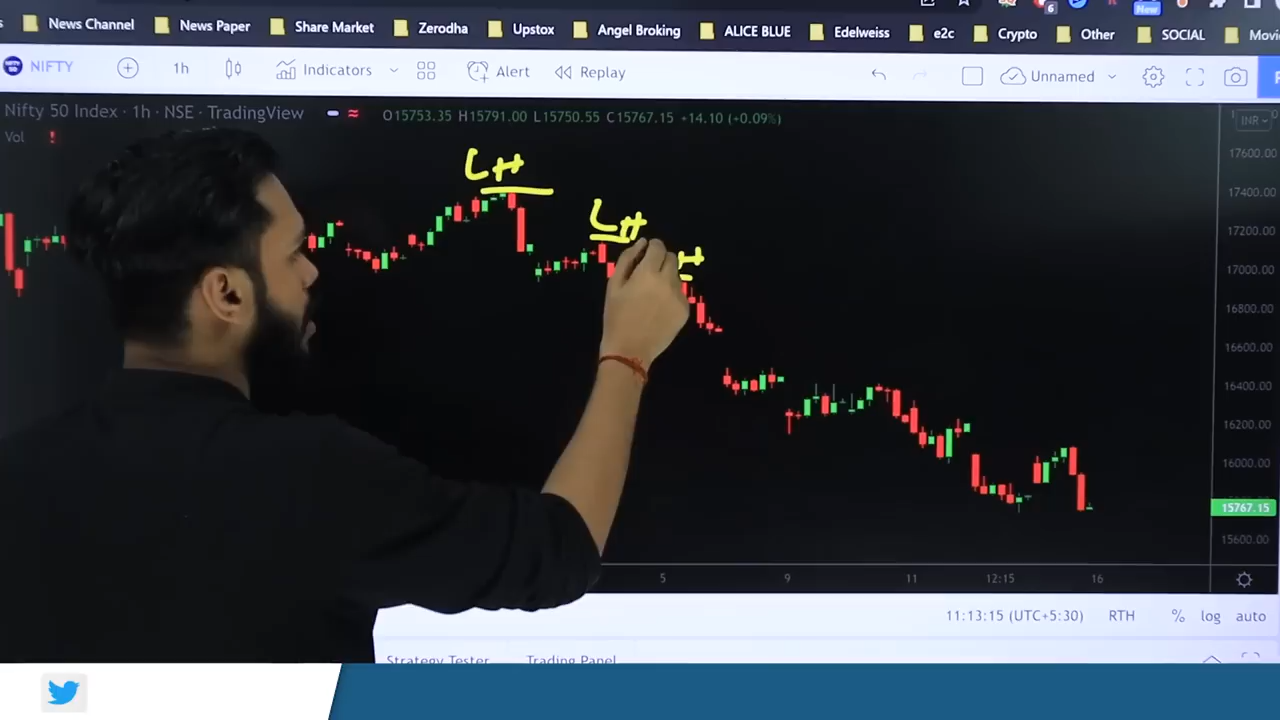 News Channel News Paper Share Market Zerodha Upstox Angel Broking ALICE BLUE Edelweiss e2c Crypto Other SOCIAL
6
New
NIFTY 1h Indicators Alert Replay Unnamed
Nifty 50 Index · 1h · NSE · TradingView O15753.35 H15791.00 L15750.55 C15767.15 +14.10 (+0.09%)
INR
Vol
17600.00
LH
17400.00
LH
17200.00
H
17000.00
16800.00
16600.00
16400.00
16200.00
16000.00
15767.15
15600.00
5 9 11 12:15 16
11:13:15 (UTC+5:30) RTH % log auto
Strategy Tester Trading Panel